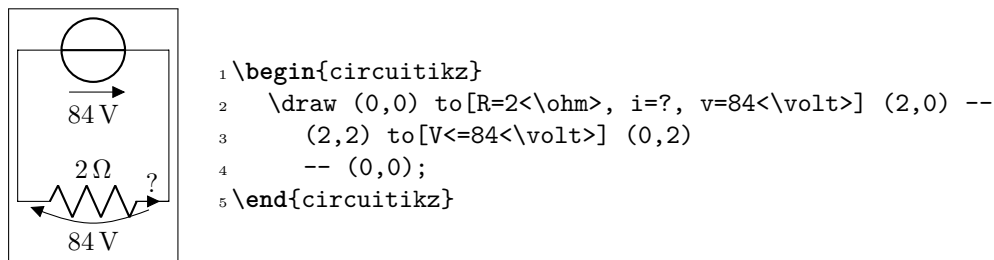 84 V
2 Ω
?
84 V
1 \begin{circuitikz}
2 \draw (0,0) to[R=2<\ohm>, i=?, v=84<\volt>] (2,0) --
3 (2,2) to[V<=84<\volt>] (0,2)
4 -- (0,0);
5 \end{circuitikz}